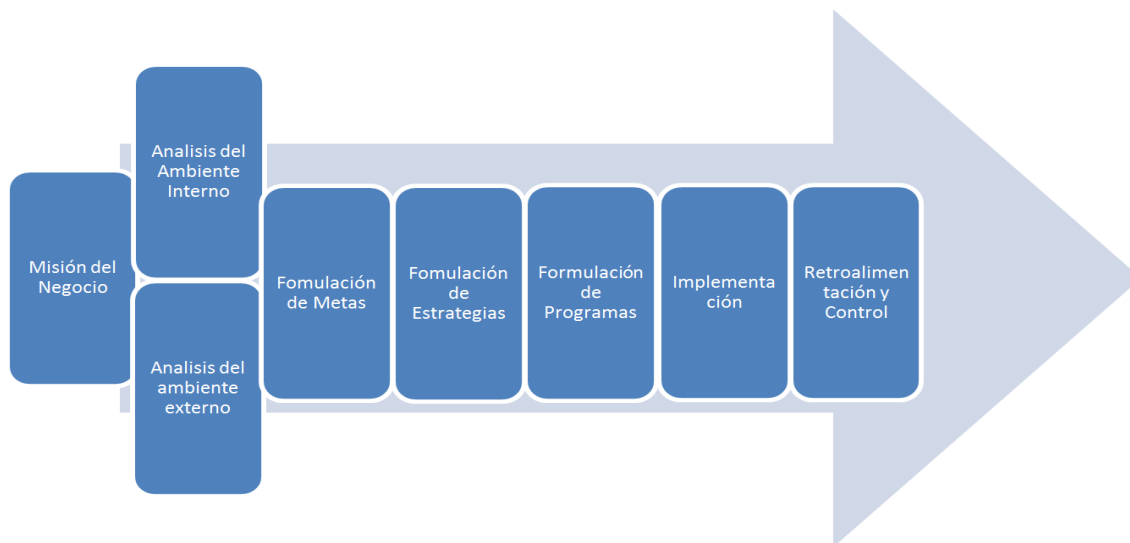 Misión del
Negocio
Analisis del
Ambiente
Interno
Analisis del
ambiente
externo
Fomulación
de Metas
Fomulación
de
Estrategias
Formulación
de
Programas
Implementa
ción
Retroalimen
tación y
Control